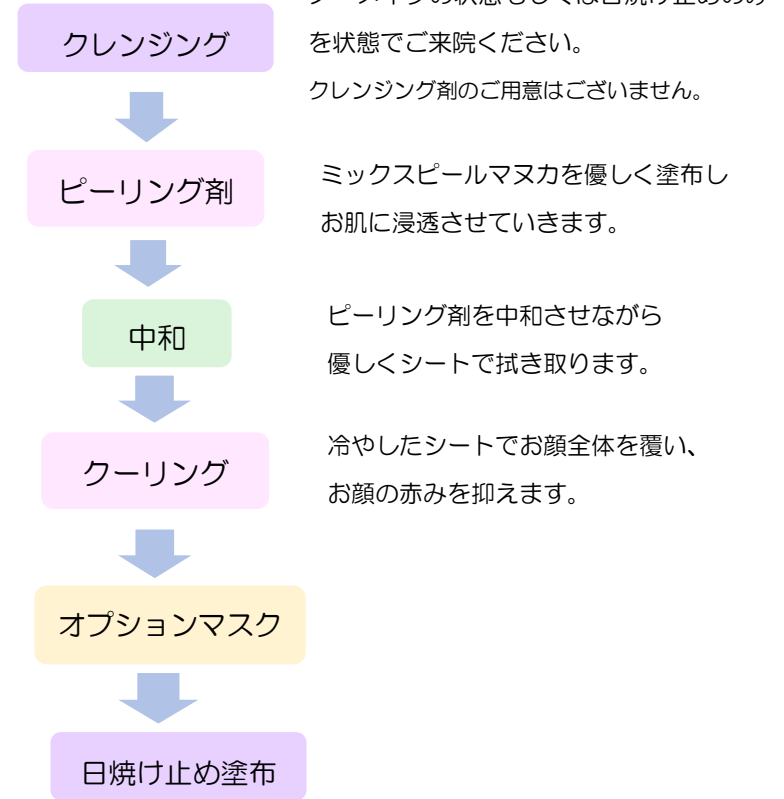 クレンジング
を状態でご来院ください。
クレンジング剤のご用意はございません。
ピーリング剤
ミックスピールマヌカを優しく塗布し
お肌に浸透させていきます。
中和
ピーリング剤を中和させながら
優しくシートで拭き取ります。
クーリング
冷やしたシートでお顔全体を覆い、
お顔の赤みを抑えます。
オプションマスク
日焼け止め塗布